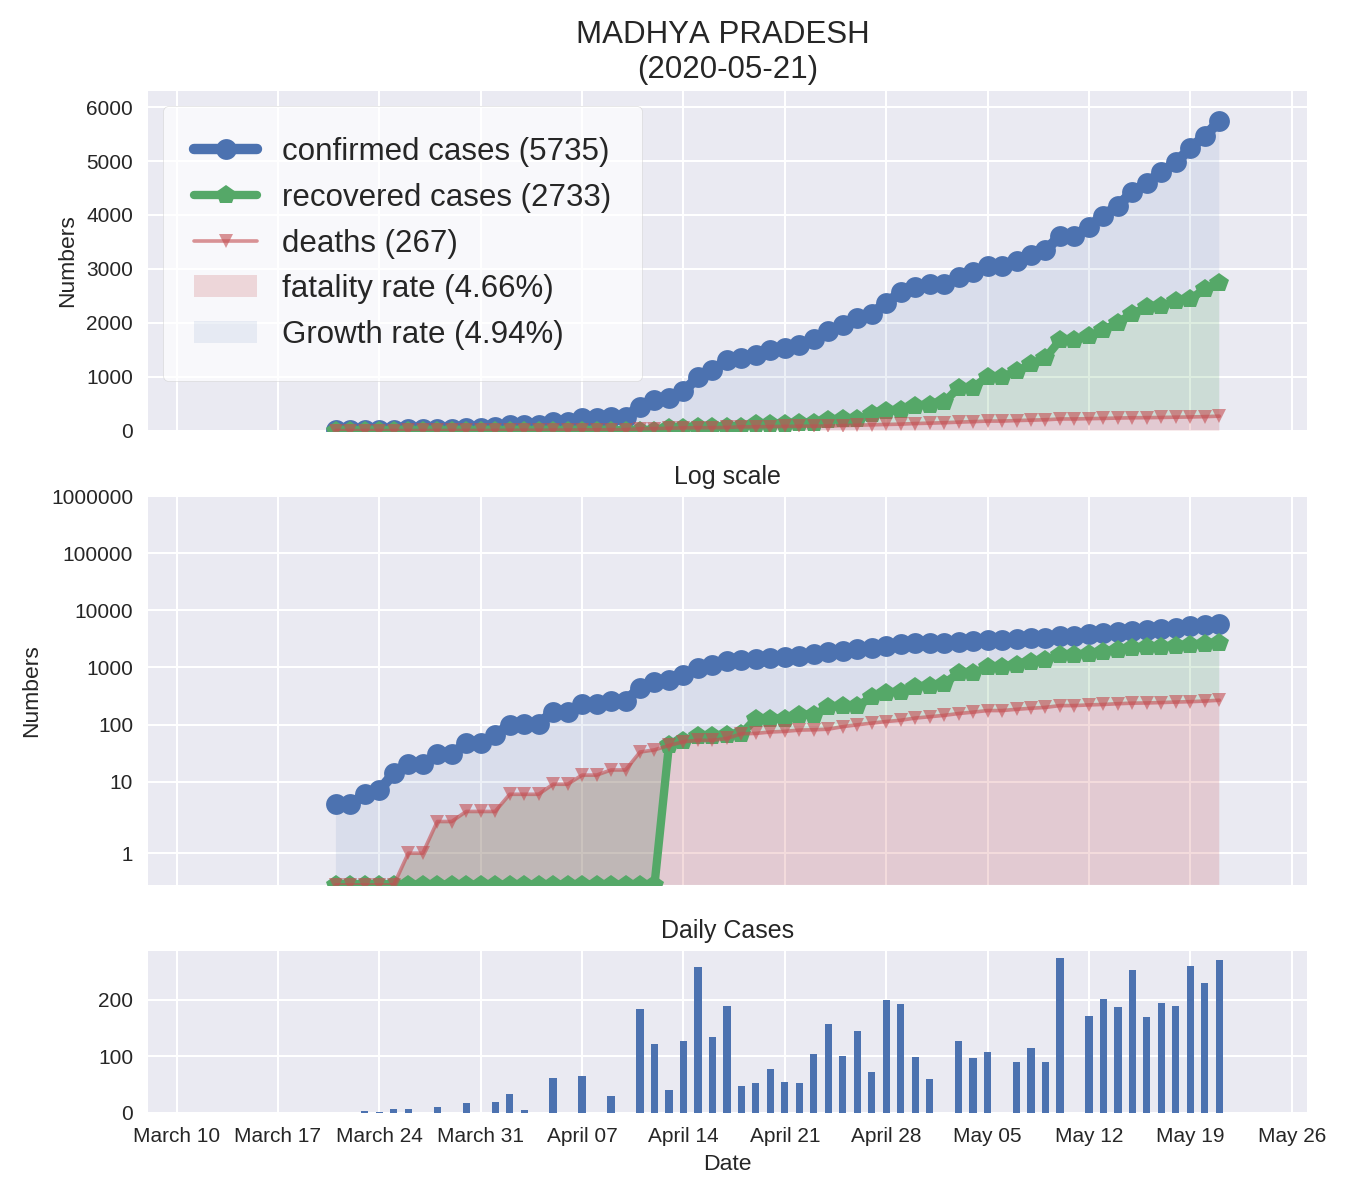 MADHYA PRADESH
(2020-05-21)
6000
5000
4000
3000
2000
1000
0
Numbers
confirmed cases (5735)
recovered cases (2733)
deaths (267)
fatality rate (4.66%)
Growth rate (4.94%)
Log scale
1000000
100000
10000
1000
100
10
1
Numbers
Daily Cases
200
100
0
March 10 March 17 March 24 March 31 April 07 April 14 April 21 April 28 May 05 May 12 May 19 May 26
Date